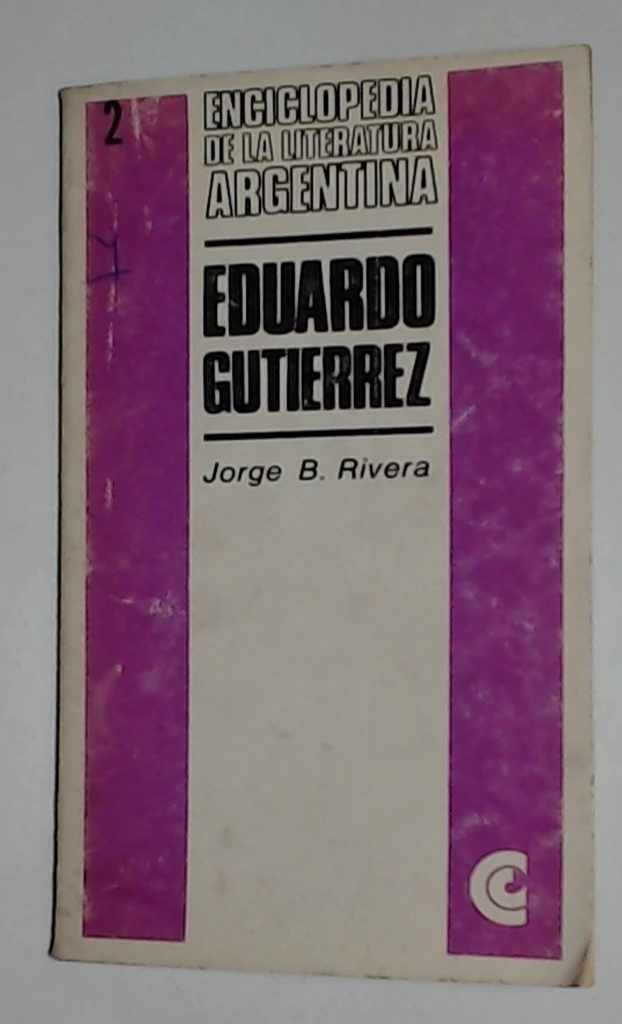 2
ENCICLOPEDIA
DE LA LITERATURA
ARGENTINA
EDUARDO
GUTIERREZ
Jorge B. Rivera